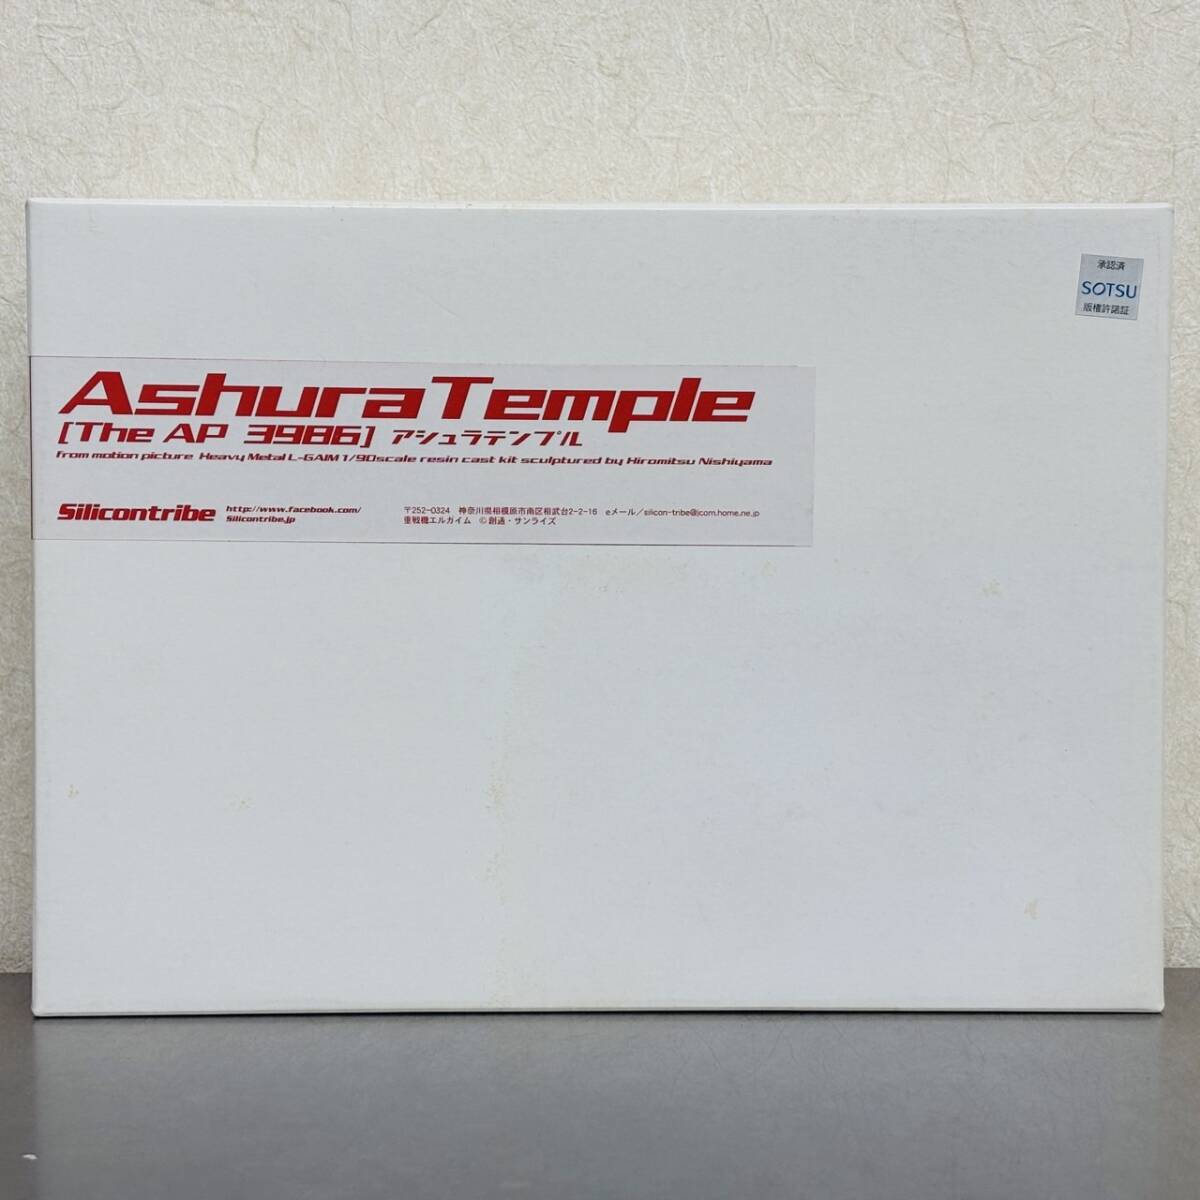 承認済
SOTSU
版権許諾証
Ashura Temple
[The AP 3986] アシュラテンプル
from motion picture Heavy Metal L-GAIM 1/90scale resin cast kit sculptured by Hiromitsu Nishiyama
Silicontribe http://www.facebook.com/ 〒252-0324 神奈川県相模原市南区相武台2-2-16 eメール／silicon-tribe@jcom.home.ne.jp
Silicontribe.jp 重戦機エルガイム ©創通・サンライズ